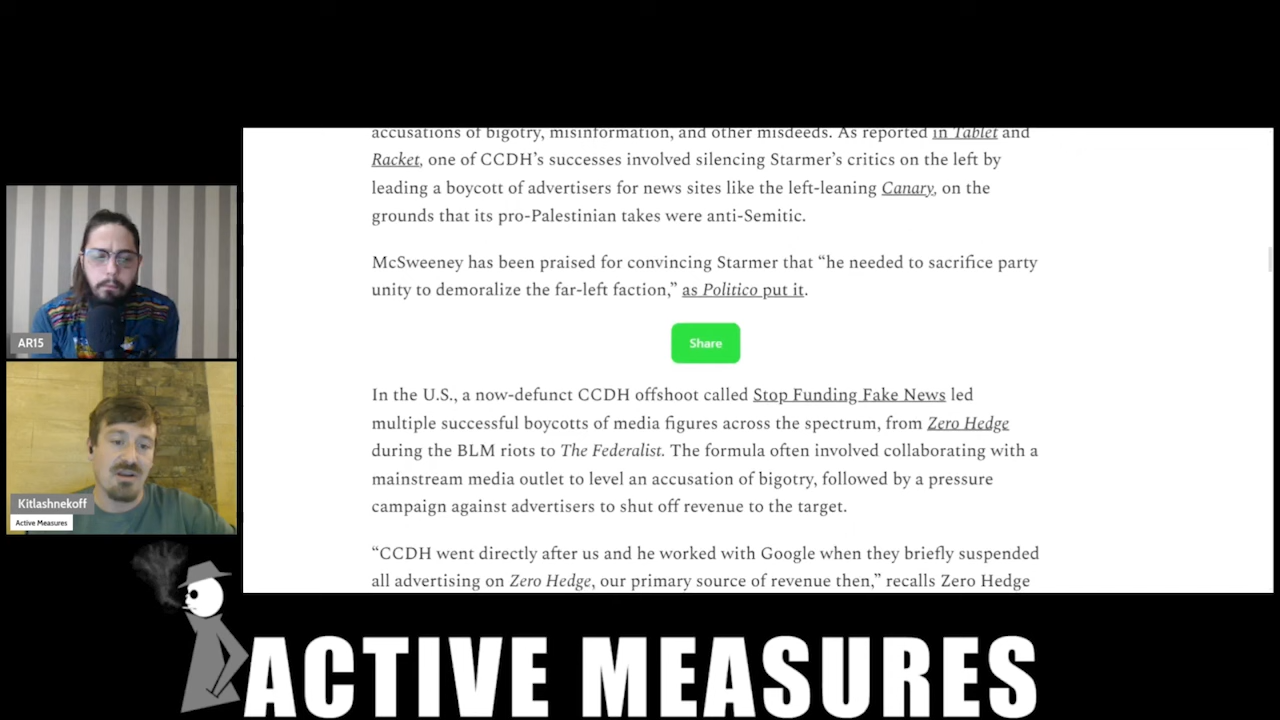 accusations of bigotry, misinformation, and other misdeeds. As reported in Tablet and
Racket, one of CCDH’s successes involved silencing Starmer’s critics on the left by
leading a boycott of advertisers for news sites like the left-leaning Canary, on the
grounds that its pro-Palestinian takes were anti-Semitic.
McSweeney has been praised for convincing Starmer that “he needed to sacrifice party
unity to demoralize the far-left faction,” as Politico put it.
Share
In the U.S., a now-defunct CCDH offshoot called Stop Funding Fake News led
multiple successful boycotts of media figures across the spectrum, from Zero Hedge
during the BLM riots to The Federalist. The formula often involved collaborating with a
mainstream media outlet to level an accusation of bigotry, followed by a pressure
campaign against advertisers to shut off revenue to the target.
“CCDH went directly after us and he worked with Google when they briefly suspended
all advertising on Zero Hedge, our primary source of revenue then,” recalls Zero Hedge
AR15
Kitlashnekoff
Active Measures
ACTIVE MEASURES